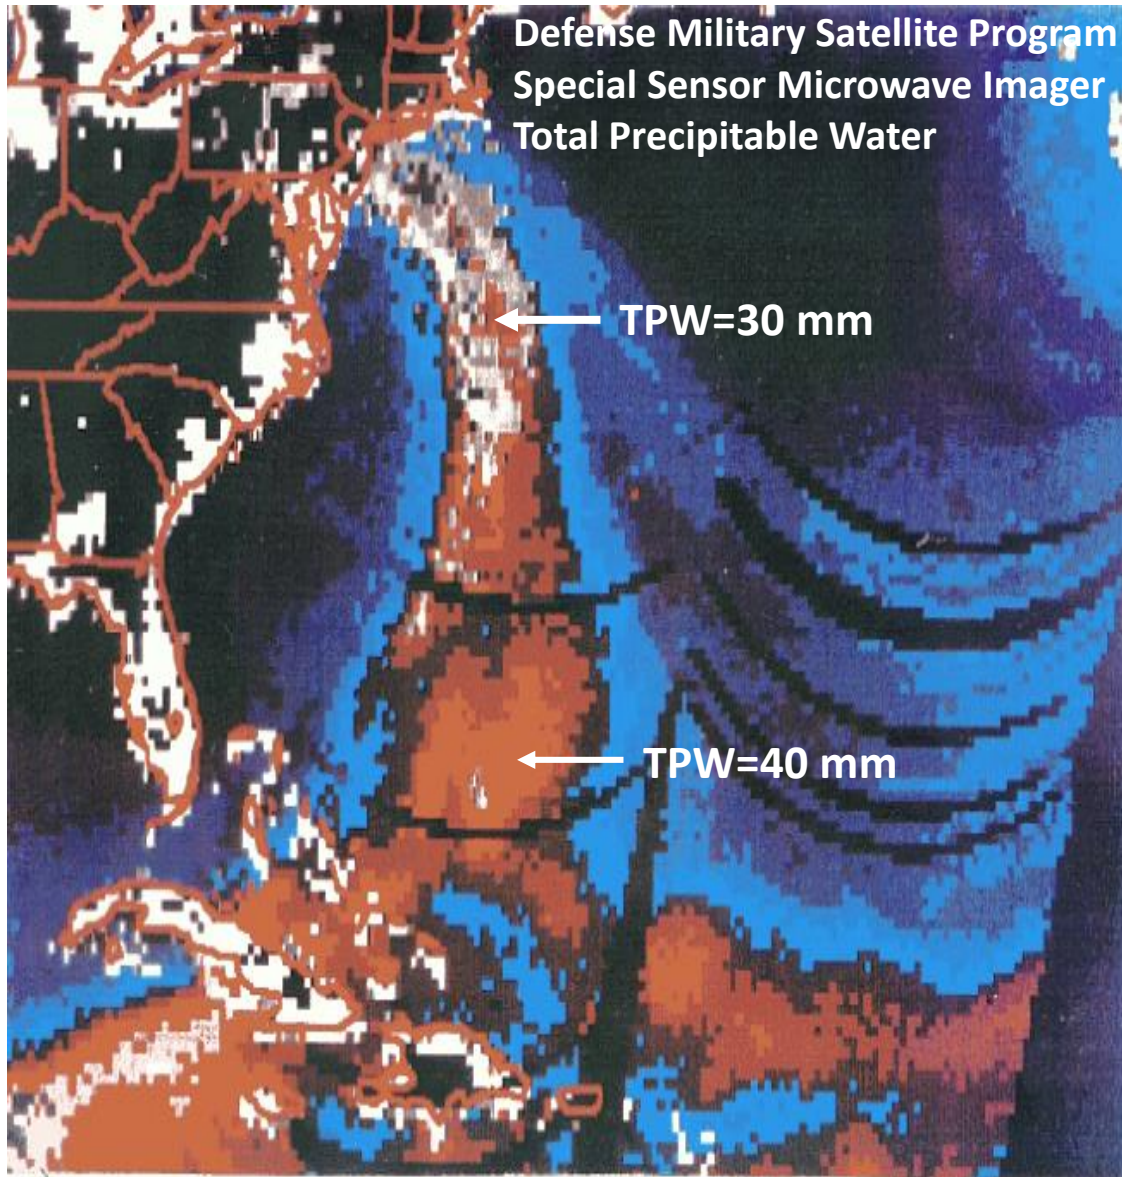 Defense Military Satellite Program
Special Sensor Microwave Imager
Total Precipitable Water
TPW=30 mm
TPW=40 mm